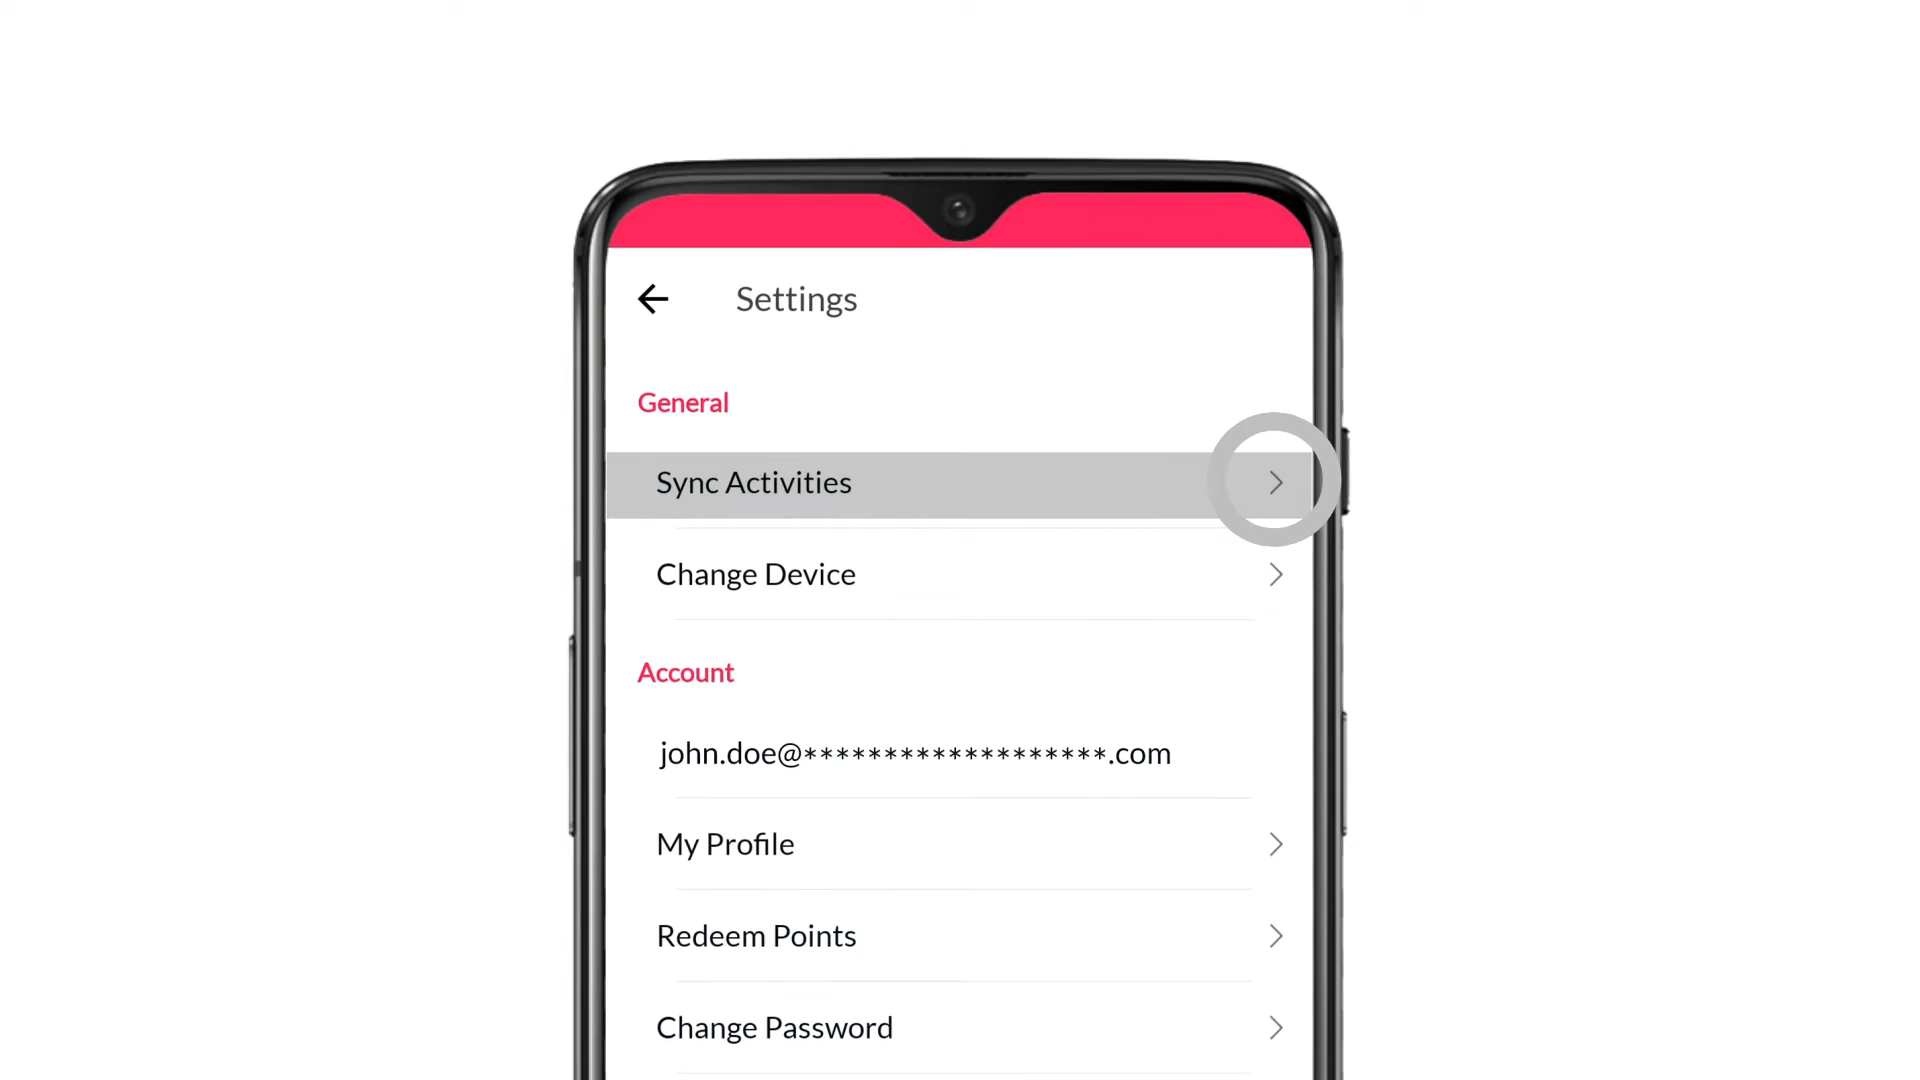 Settings
General
Sync Activities
Change Device
Account
john.doe@*******************.com
My Profile
Redeem Points
Change Password